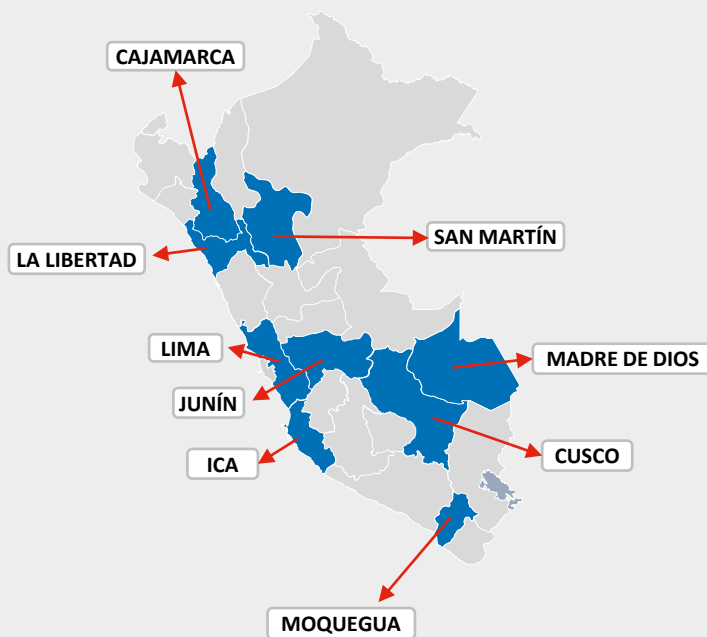 CAJAMARCA
SAN MARTÍN
LA LIBERTAD
LIMA
MADRE DE DIOS
JUNÍN
CUSCO
ICA
MOQUEGUA